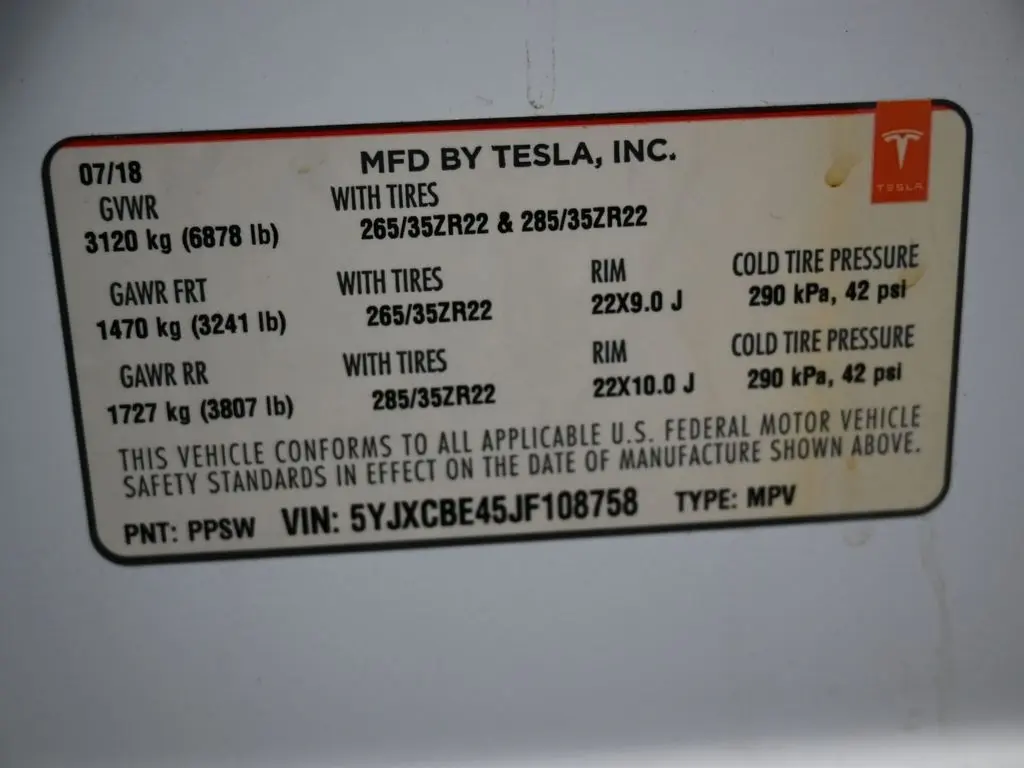 07/18 MFD BY TESLA, INC.
TESLA
GVWR WITH TIRES
3120 kg (6878 lb) 265/35ZR22 & 285/35ZR22
GAWR FRT WITH TIRES RIM COLD TIRE PRESSURE
1470 kg (3241 lb) 265/35ZR22 22X9.0 J 290 kPa, 42 psi
GAWR RR WITH TIRES RIM COLD TIRE PRESSURE
1727 kg (3807 lb) 285/35ZR22 22X10.0 J 290 kPa, 42 psi
THIS VEHICLE CONFORMS TO ALL APPLICABLE U.S. FEDERAL MOTOR VEHICLE
SAFETY STANDARDS IN EFFECT ON THE DATE OF MANUFACTURE SHOWN ABOVE.
PNT: PPSW VIN: 5YJXCBE45JF108758 TYPE: MPV